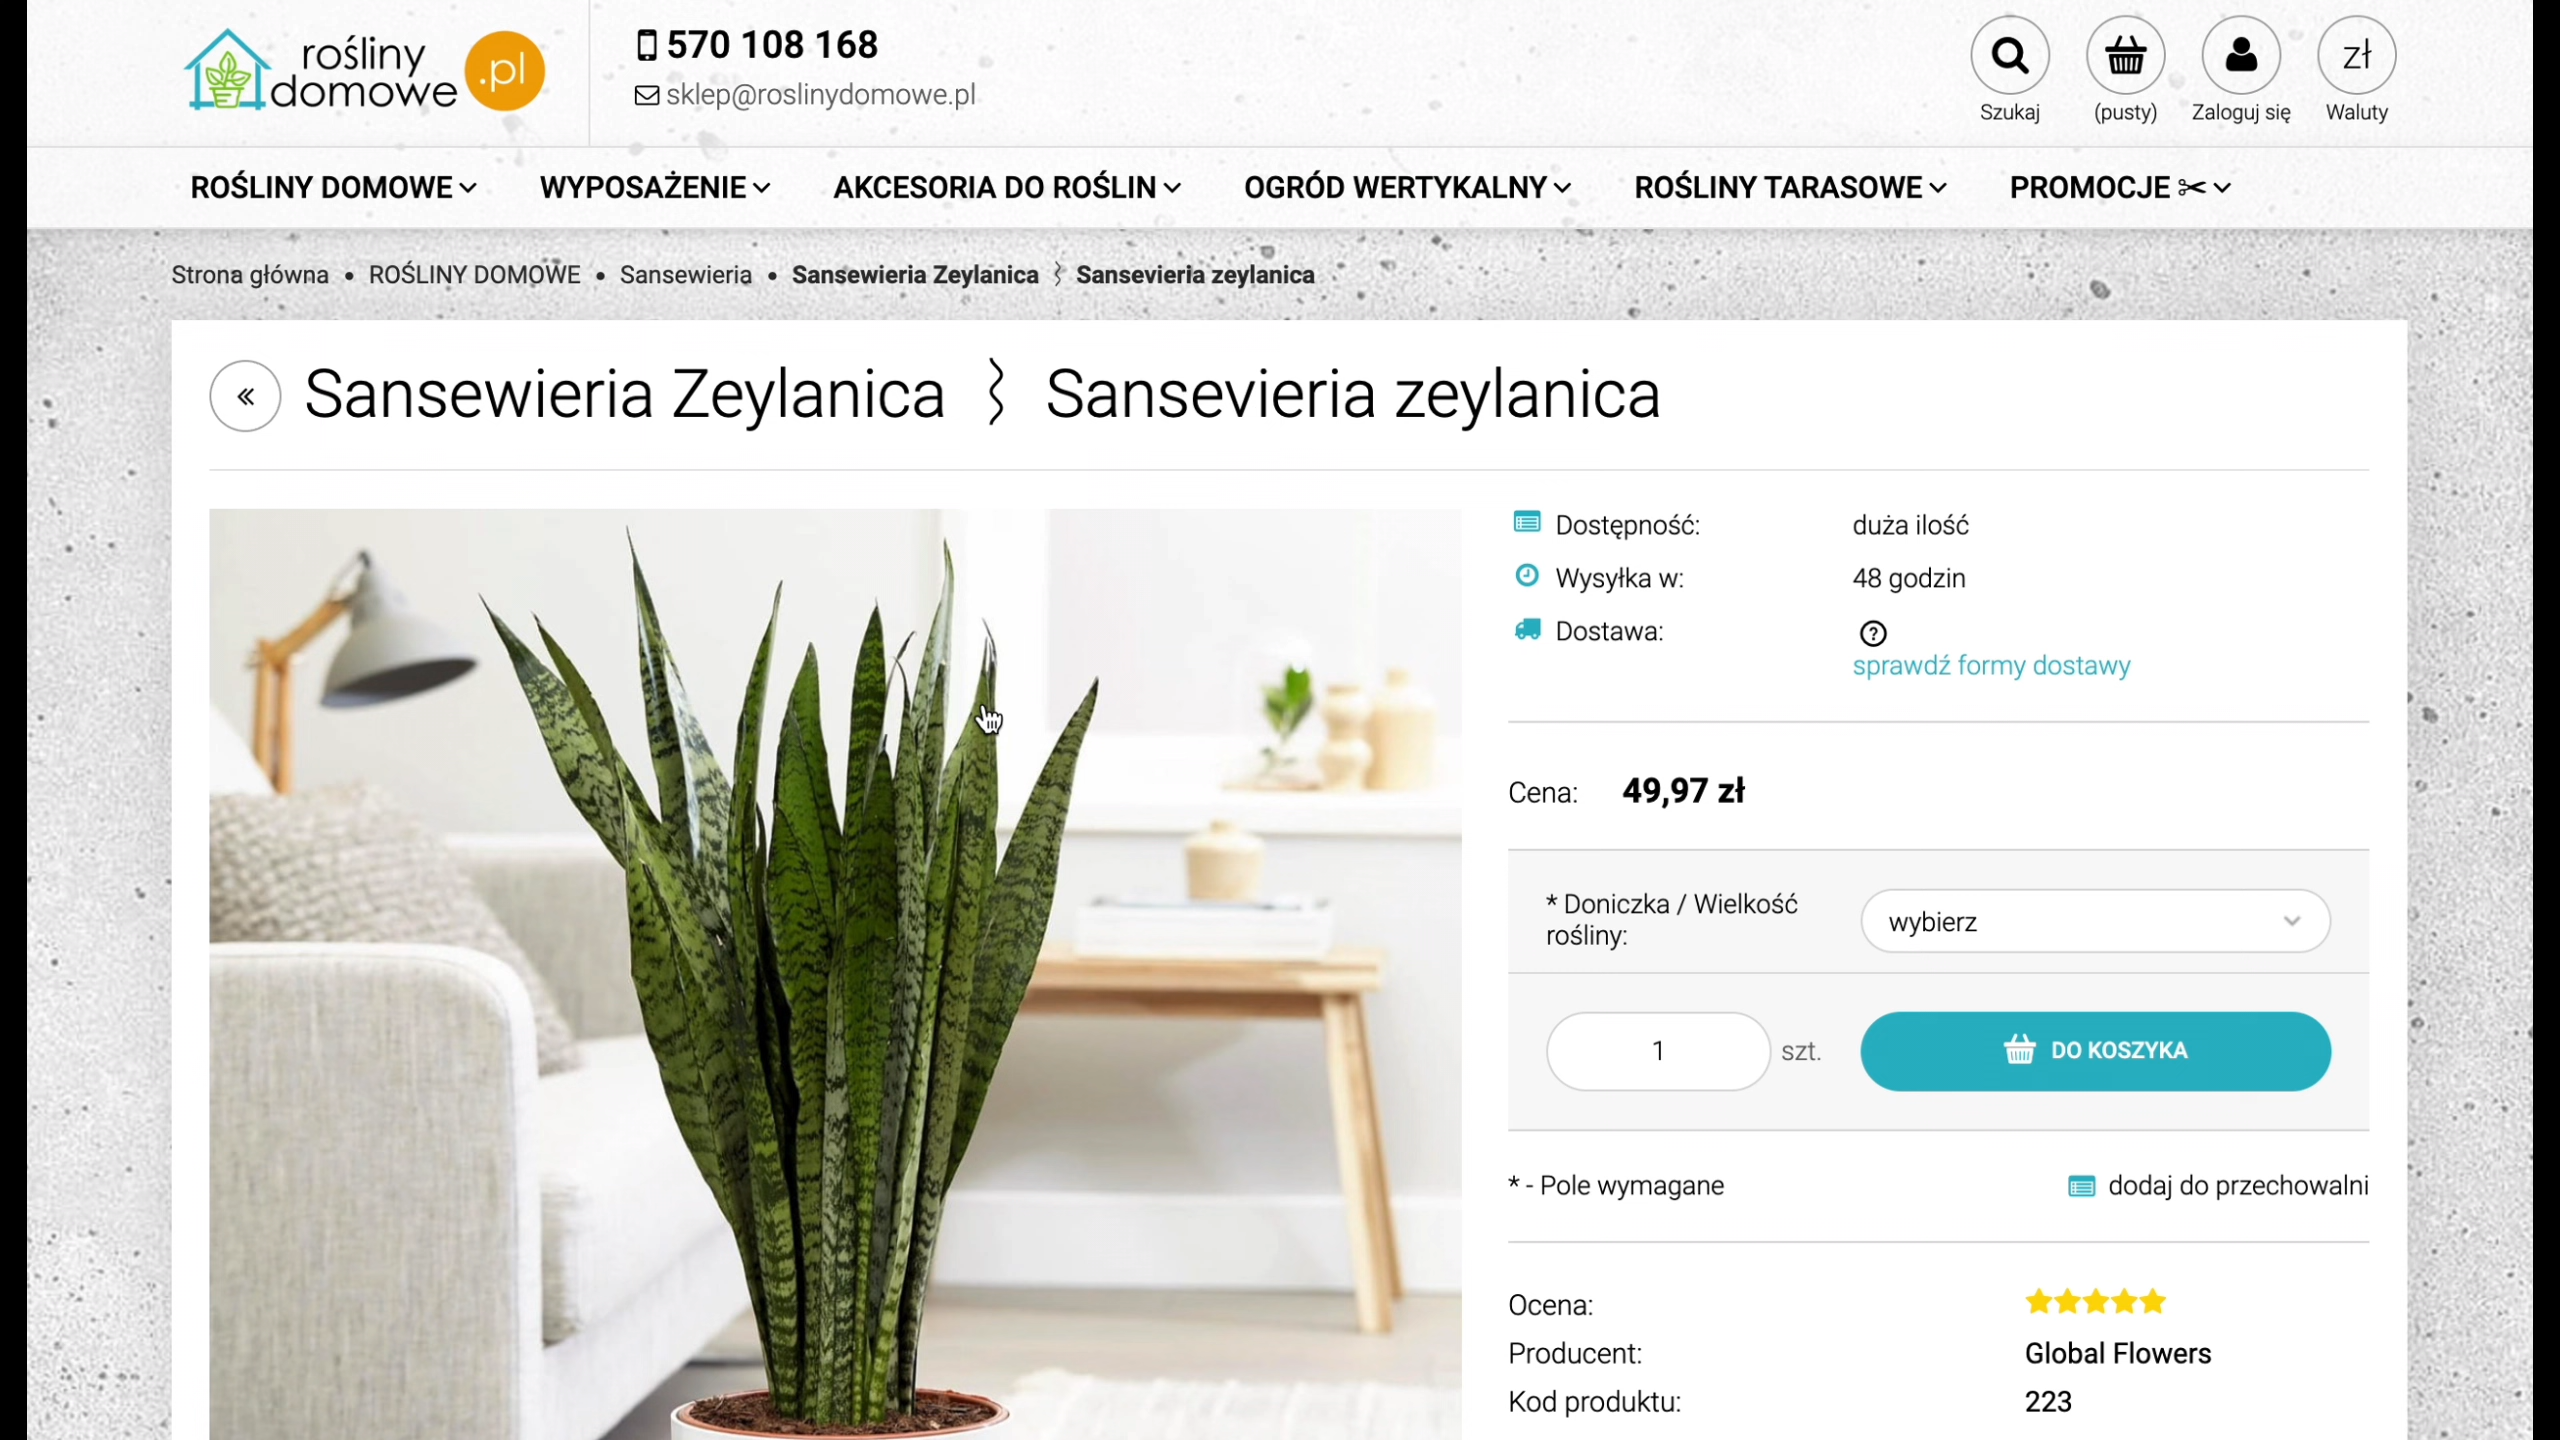 rośliny
domowe .pl
570 108 168
sklep@roslinydomowe.pl
Szukaj
(pusty)
Zaloguj się
zł
Waluty
ROŚLINY DOMOWE
WYPOSAŻENIE
AKCESORIA DO ROŚLIN
OGRÓD WERTYKALNY
ROŚLINY TARASOWE
PROMOCJE ✂
Strona główna • ROŚLINY DOMOWE • Sansewieria • Sansewieria Zeylanica ⧙ Sansevieria zeylanica
« Sansewieria Zeylanica ⧙ Sansevieria zeylanica
Dostępność: duża ilość
Wysyłka w: 48 godzin
Dostawa: ?
sprawdź formy dostawy
Cena: 49,97 zł
* Doniczka / Wielkość
rośliny:
wybierz
1 szt. DO KOSZYKA
* - Pole wymagane
dodaj do przechowalni
Ocena: ★★★★★
Producent: Global Flowers
Kod produktu: 223